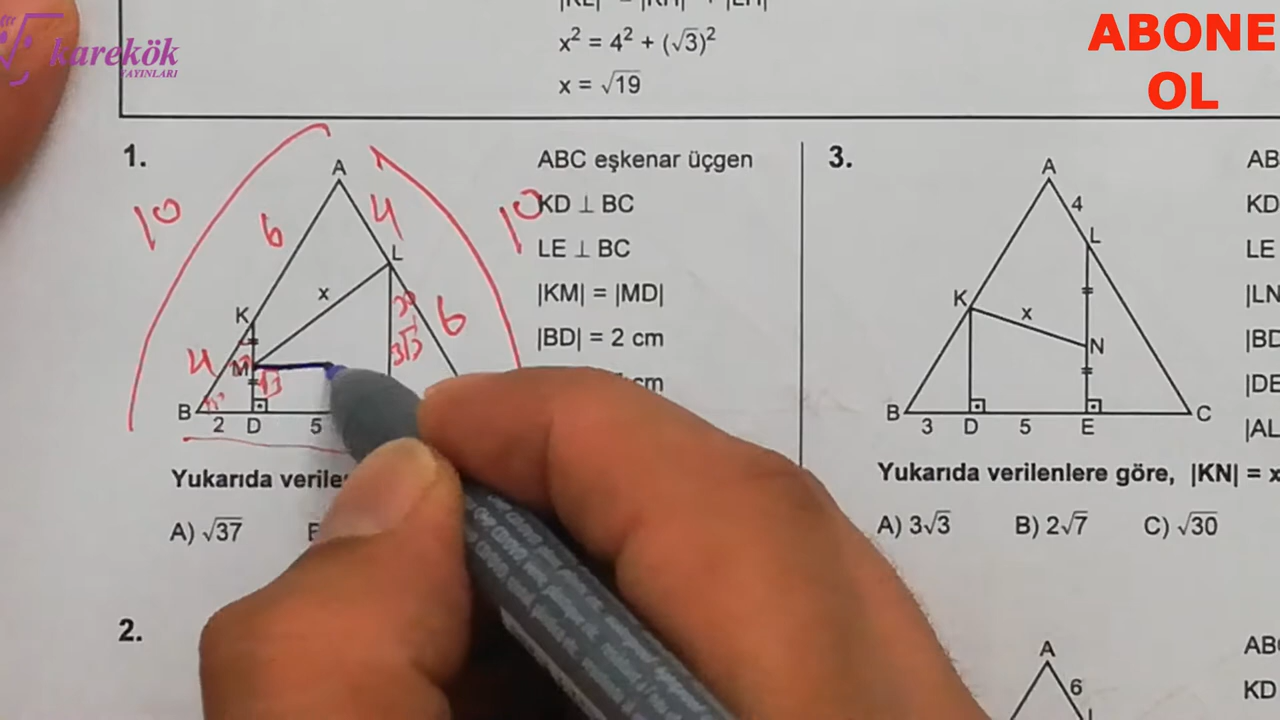 karekök
YAYINLARI
ABONE
OL
x² = 4² + (√3)²
x = √19
1.
A
10
6
4
10
L
x
K
4
M
√3
3√3
6
B
2
D
5
ABC eşkenar üçgen
KD ⊥ BC
LE ⊥ BC
|KM| = |MD|
|BD| = 2 cm
cm
Yukarıda verile
A) √37
2.
3.
A
4
L
K
x
N
B
3
D
5
E
C
AB
KD
LE
|LN
|BD
|DE
|AL
Yukarıda verilenlere göre, |KN| = x
A) 3√3
B) 2√7
C) √30
A
6
L
AB
KD